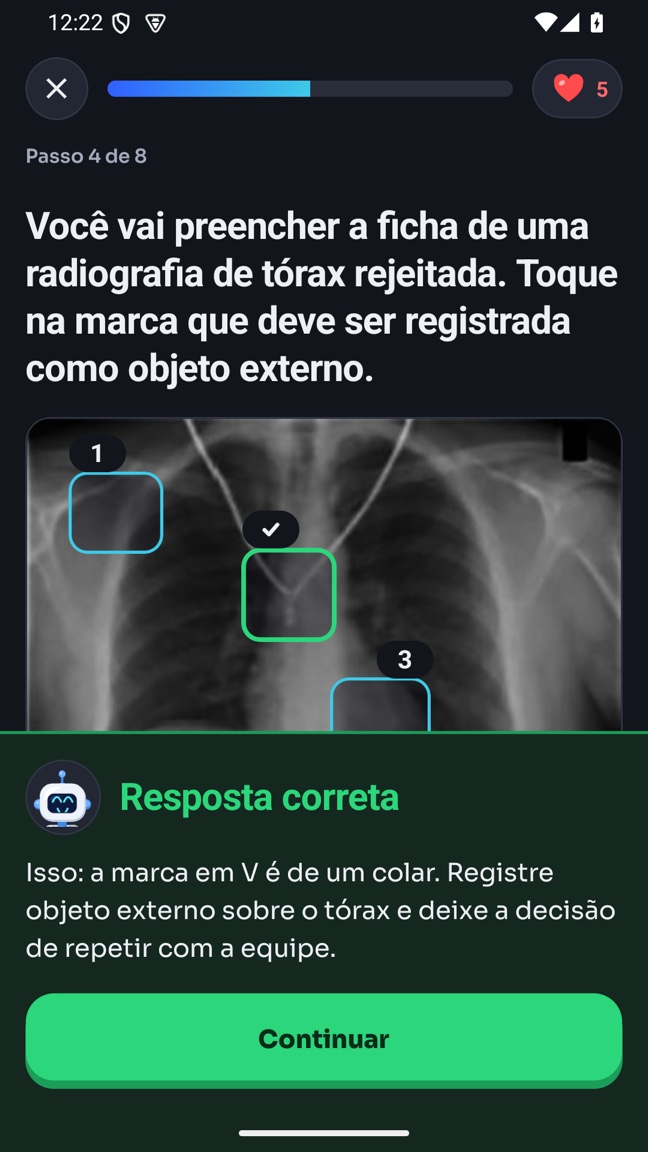 12:22
5
Passo 4 de 8
Você vai preencher a ficha de uma
radiografia de tórax rejeitada. Toque
na marca que deve ser registrada
como objeto externo.
1
3
Resposta correta
Isso: a marca em V é de um colar. Registre
objeto externo sobre o tórax e deixe a decisão
de repetir com a equipe.
Continuar